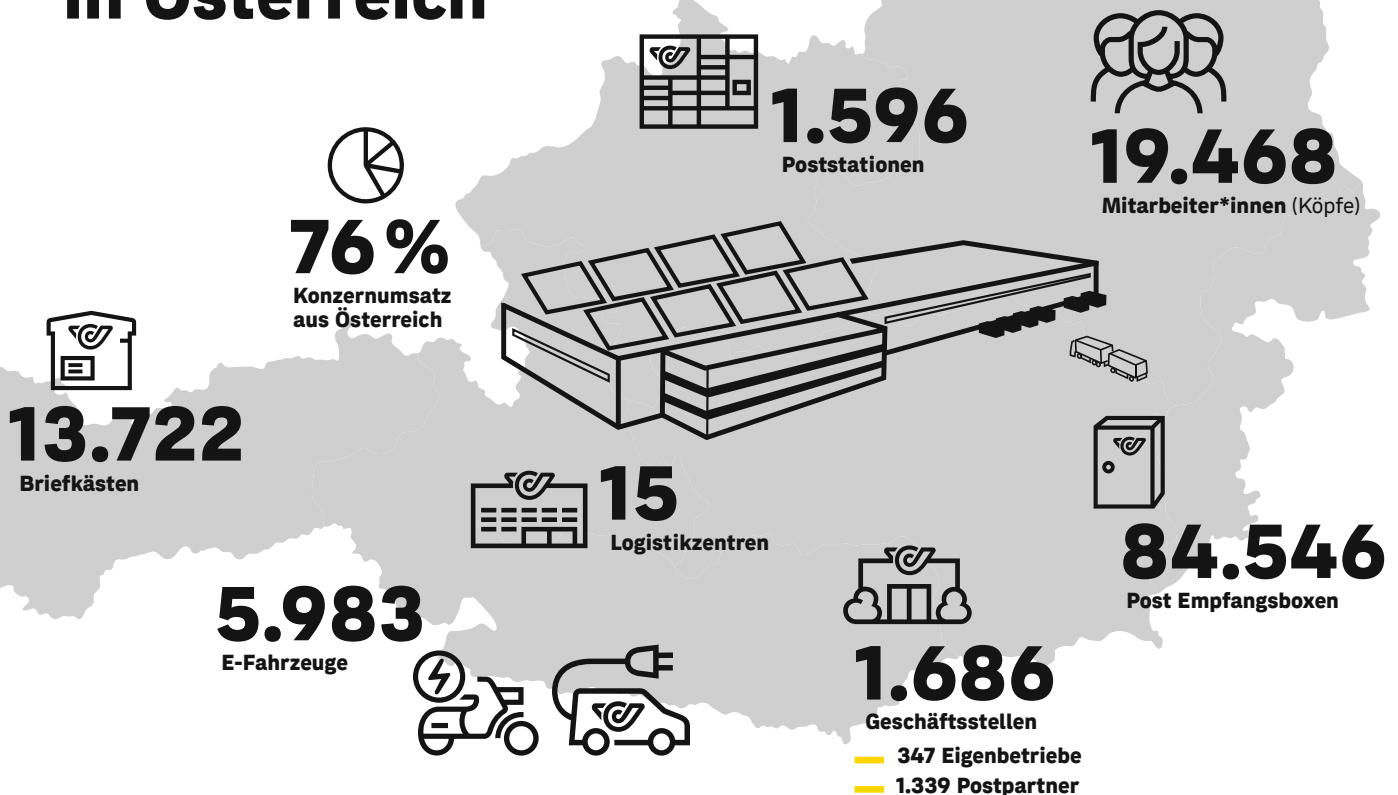 in Österreich
1.596
Poststationen
19.468
Mitarbeiter*innen (Köpfe)
76 %
Konzernumsatz
aus Österreich
13.722
Briefkästen
15
Logistikzentren
84.546
Post Empfangsboxen
5.983
E-Fahrzeuge
1.686
Geschäftsstellen
347 Eigenbetriebe
1.339 Postpartner